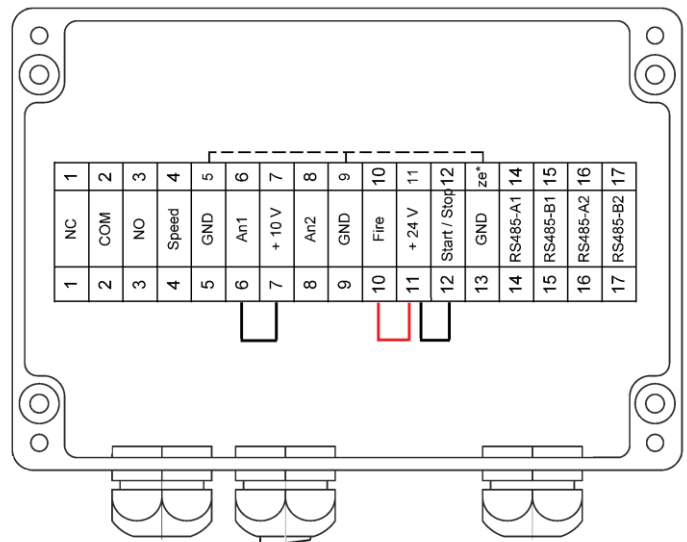 1 2 3 4 5 6 7 8 9 10 11 12 ze* 14 15 16 17
NC COM NO Speed GND An1 + 10 V An2 GND Fire + 24 V Start / Stop GND RS485-A1 RS485-B1 RS485-A2 RS485-B2
1 2 3 4 5 6 7 8 9 10 11 12 13 14 15 16 17